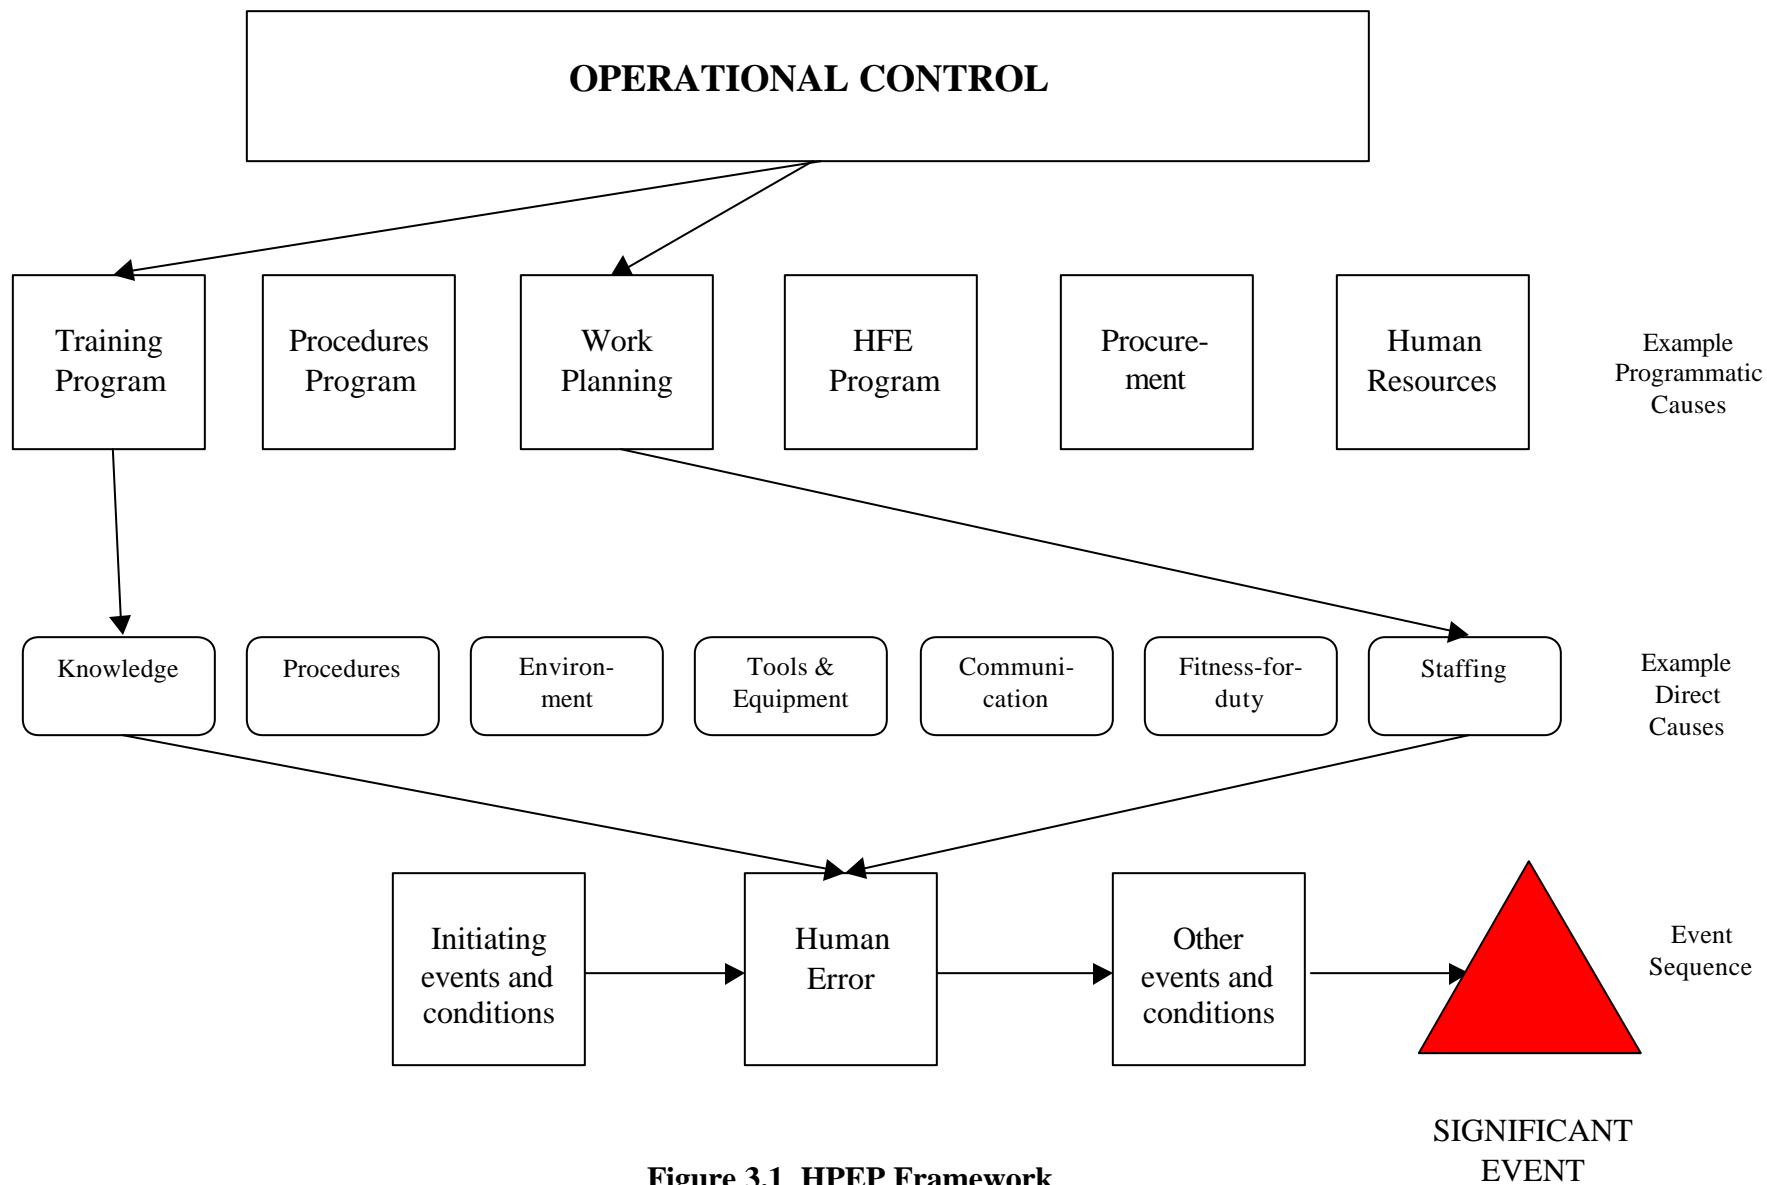 OPERATIONAL CONTROL
Training
Program
Procedures
Program
Work
Planning
HFE
Program
Procure-
ment
Human
Resources
Example
Programmatic
Causes
Knowledge
Procedures
Environ-
ment
Tools &
Equipment
Communi-
cation
Fitness-for-
duty
Staffing
Example
Direct
Causes
Initiating
events and
conditions
Human
Error
Other
events and
conditions
Event
Sequence
SIGNIFICANT
EVENT
Figure 3.1 HPEP Framework